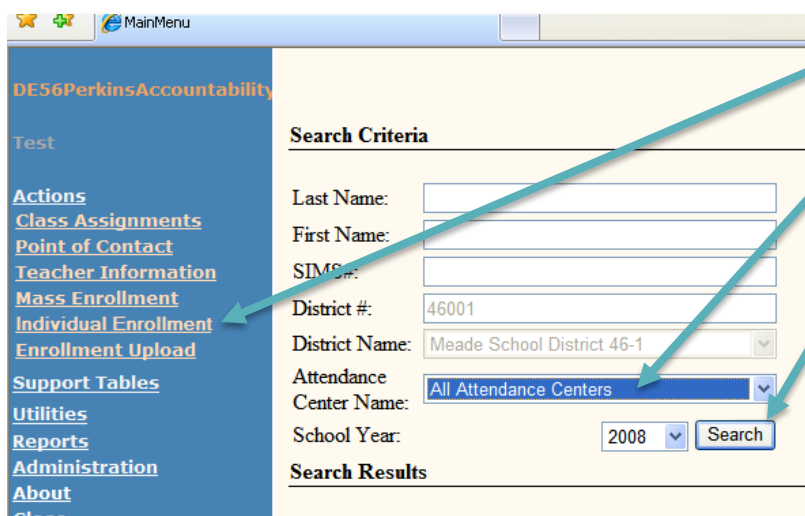 MainMenu
DE56PerkinsAccountability
Test
Actions
Class Assignments
Point of Contact
Teacher Information
Mass Enrollment
Individual Enrollment
Enrollment Upload
Support Tables
Utilities
Reports
Administration
About
Search Criteria
Last Name:
First Name:
SIMS#:
District #: 46001
District Name: Meade School District 46-1
Attendance
Center Name: All Attendance Centers
School Year: 2008 Search
Search Results